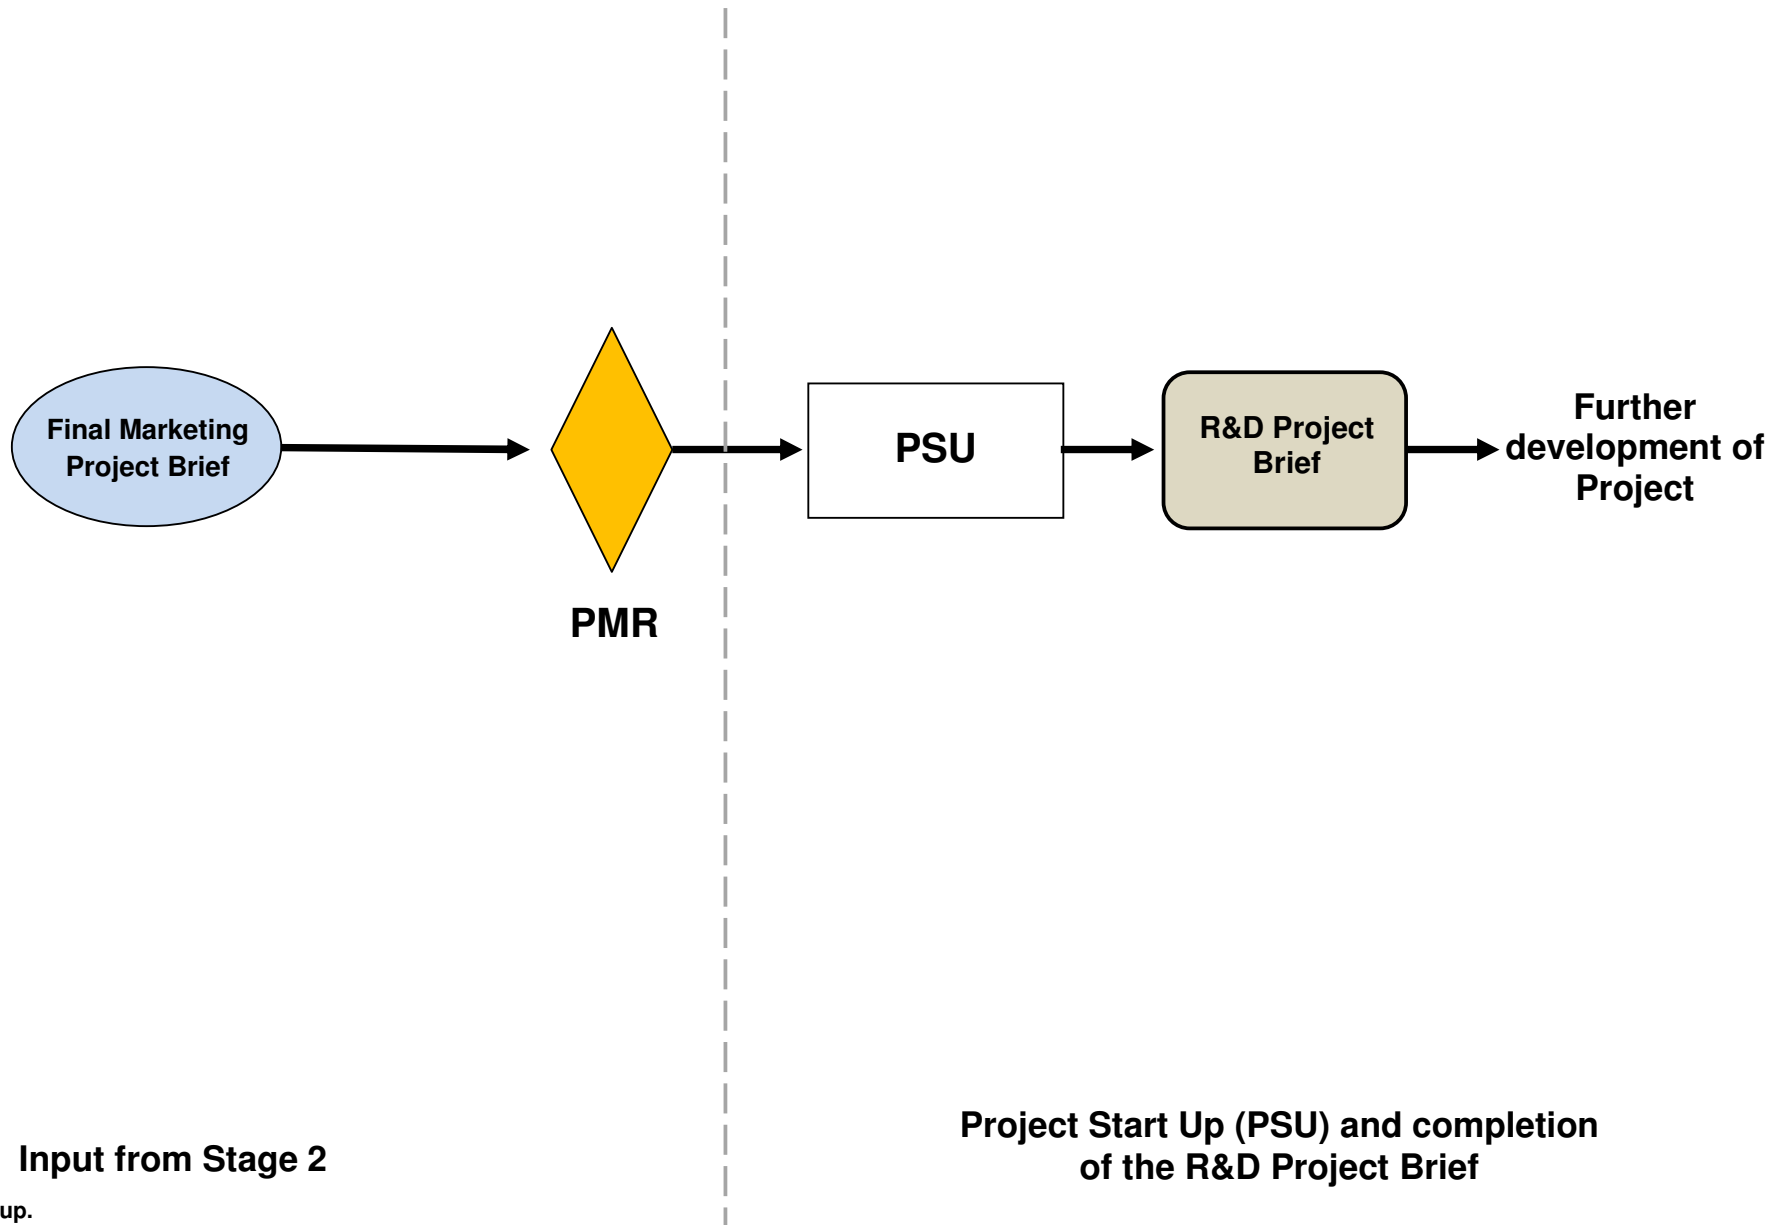 Final Marketing
Project Brief
PMR
PSU
R&D Project
Brief
Further
development of
Project
Input from Stage 2
Project Start Up (PSU) and completion
of the R&D Project Brief
up.